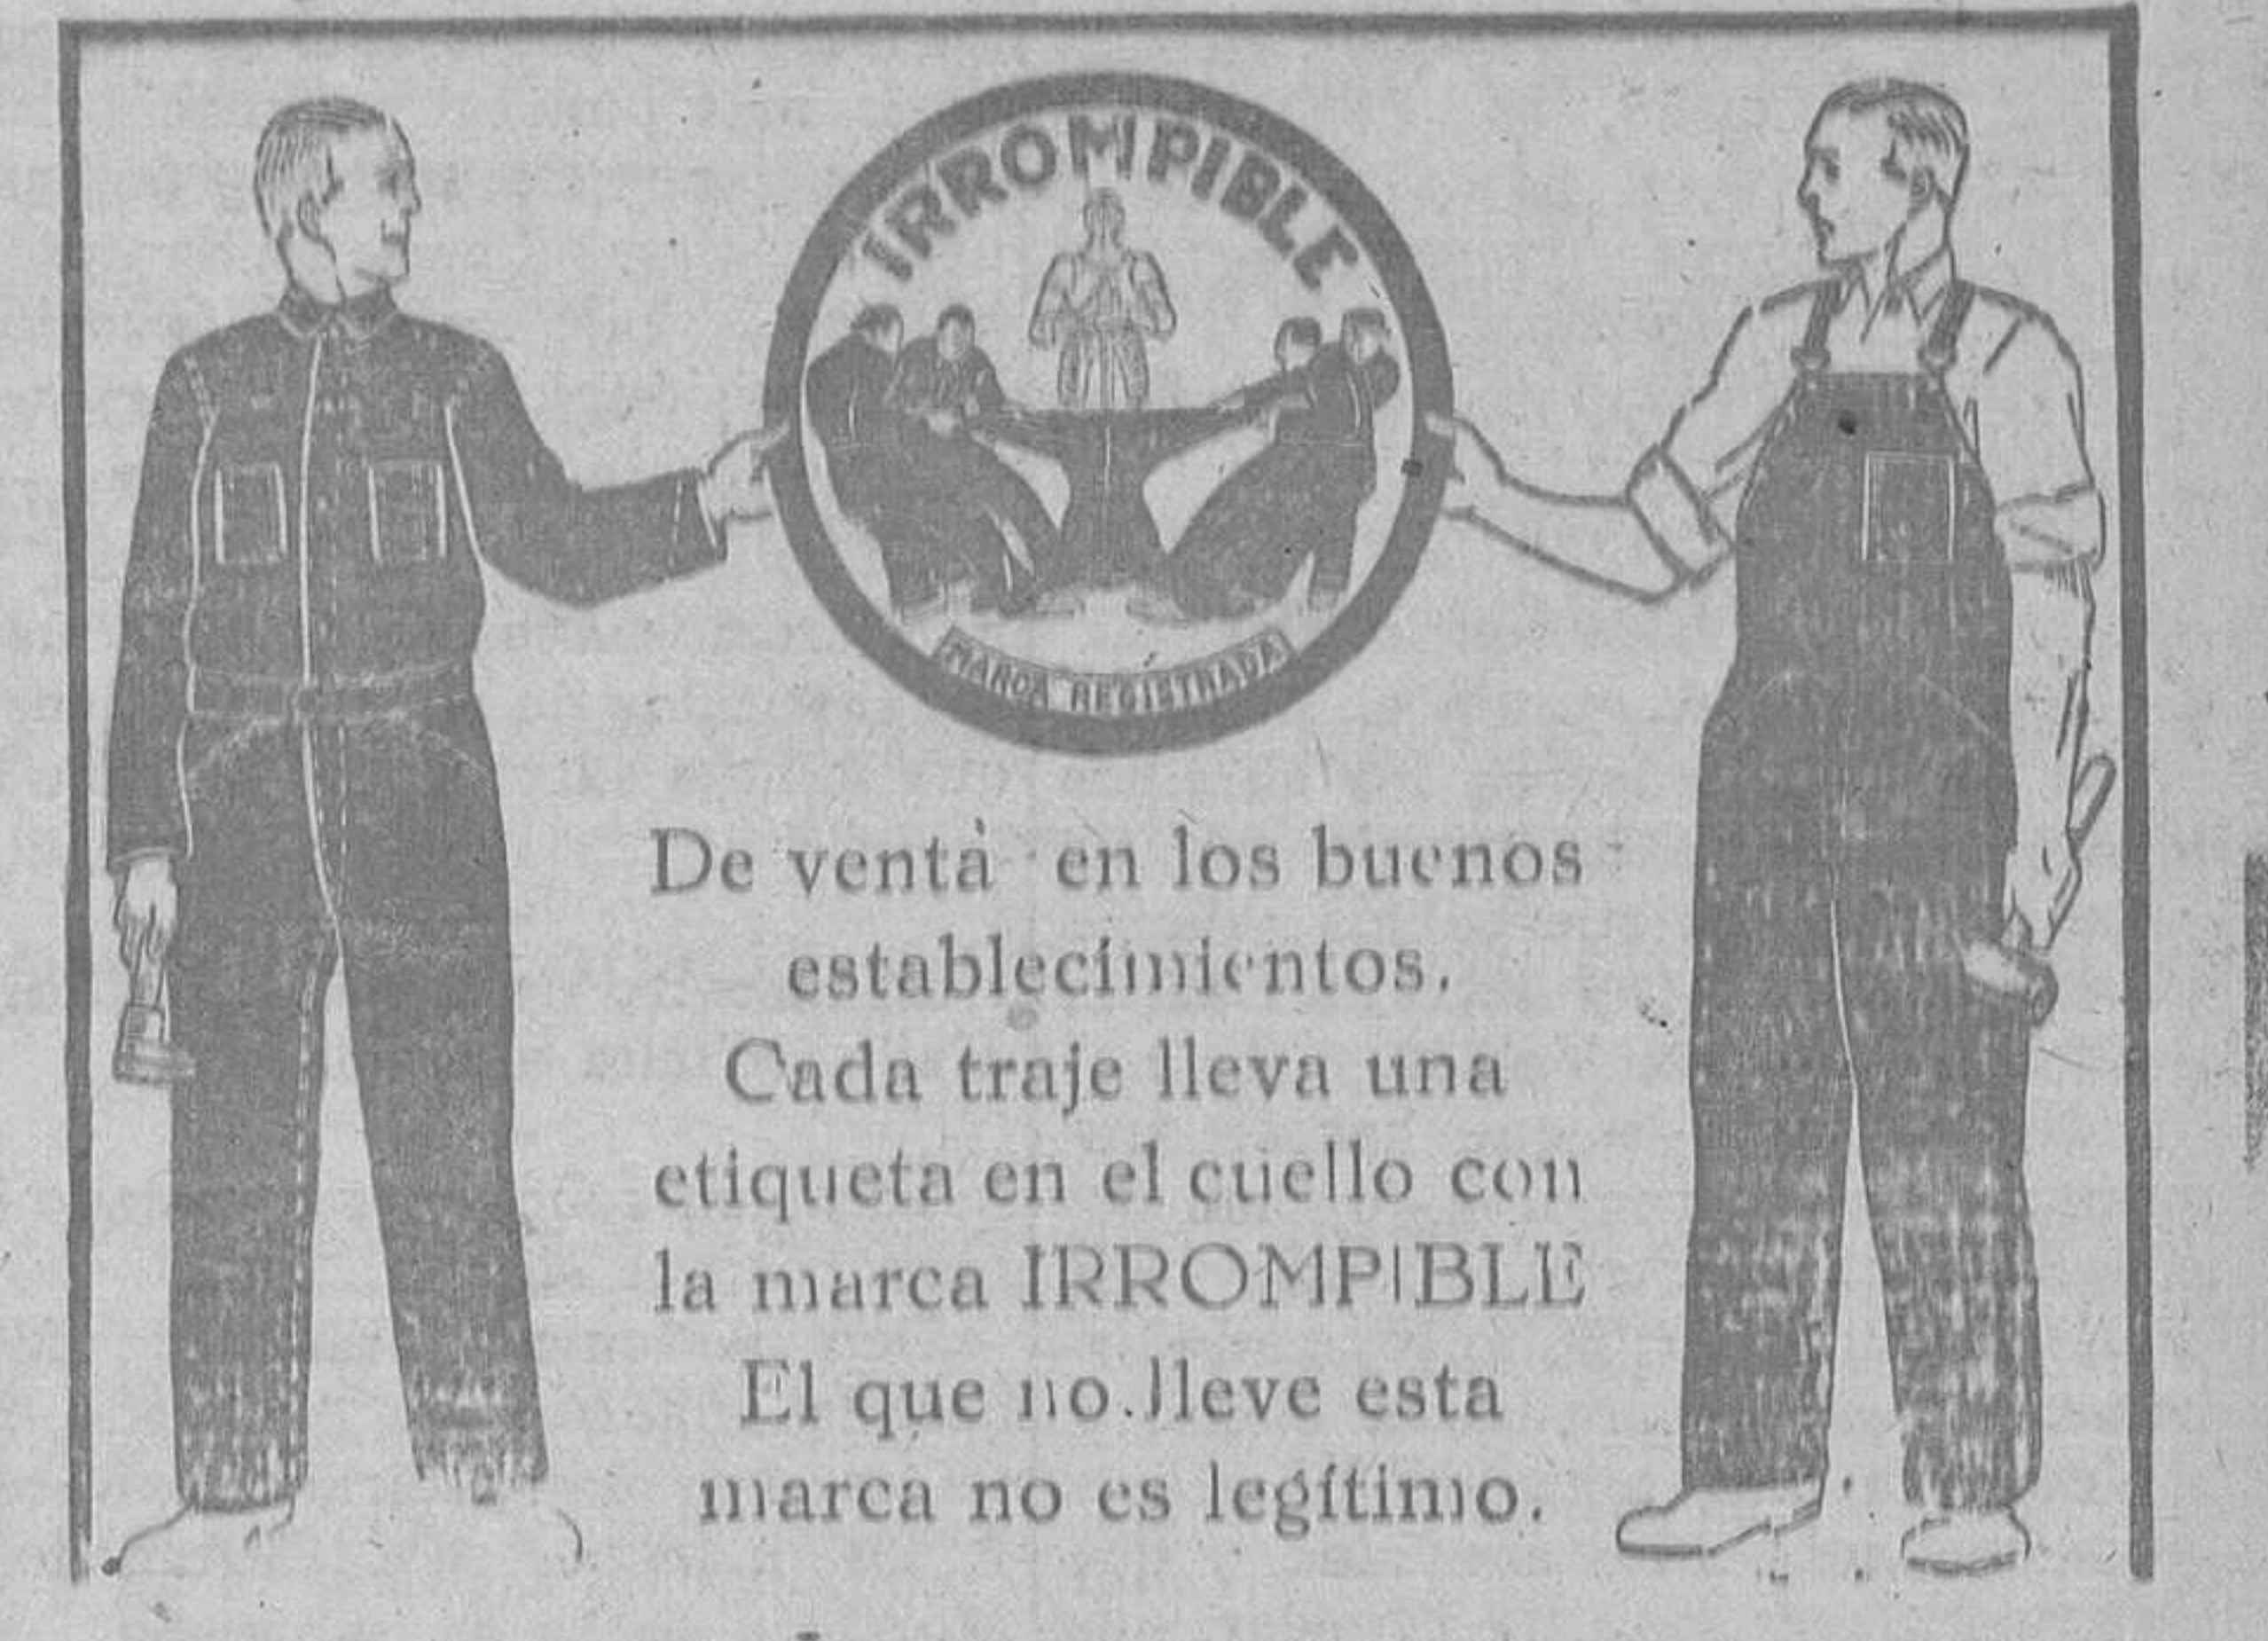 IRROMPIBLE
MARCA REGISTRADA
De venta en los buenos
establecimientos.
Cada traje lleva una
etiqueta en el cuello con
la marca IRROMPIBLE
El que no lleve esta
marca no es legítimo.